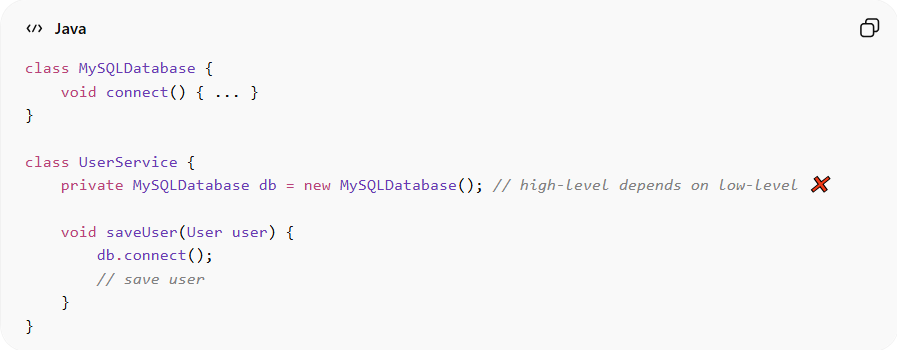 Java
class MySQLDatabase {
    void connect() { ... }
}
class UserService {
    private MySQLDatabase db = new MySQLDatabase(); // high-level depends on low-level ❌
    void saveUser(User user) {
        db.connect();
        // save user
    }
}